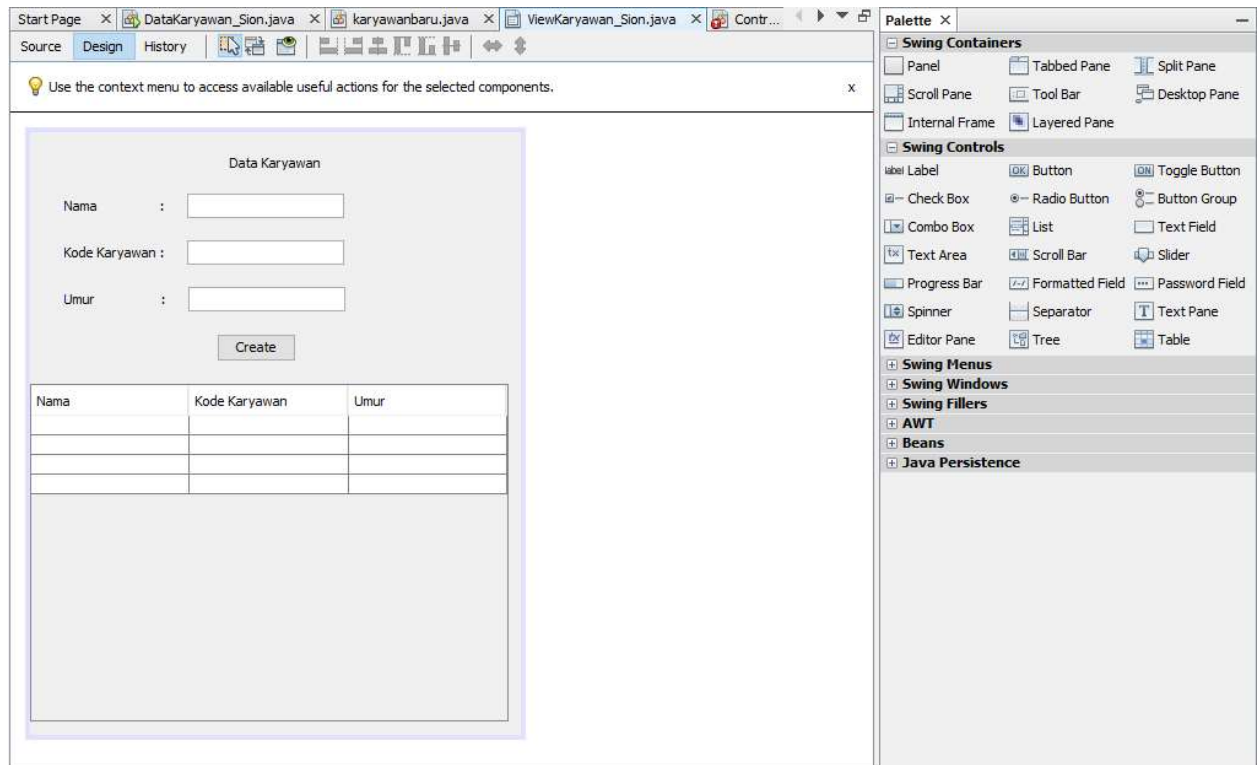 Start Page DataKaryawan_Sion.java karyawanbaru.java ViewKaryawan_Sion.java Contr...
Source Design History
Use the context menu to access available useful actions for the selected components. x
Data Karyawan
Nama :
Kode Karyawan :
Umur :
Create
Nama Kode Karyawan Umur
Palette
Swing Containers
Panel Tabbed Pane Split Pane
Scroll Pane Tool Bar Desktop Pane
Internal Frame Layered Pane
Swing Controls
label Label OK Button ON Toggle Button
Check Box Radio Button Button Group
Combo Box List Text Field
tx Text Area Scroll Bar Slider
Progress Bar Formatted Field Password Field
Spinner Separator T Text Pane
Editor Pane Tree Table
Swing Menus
Swing Windows
Swing Fillers
AWT
Beans
Java Persistence